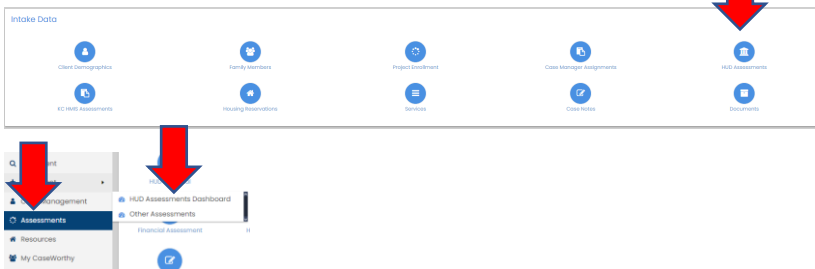 Intake Data
Client Demographics
Family Members
Project Enrollment
Case Manager Assignments
HUD Assessments
KC HMIS Assessments
Housing Reservations
Services
Case Notes
Documents
HUD Assessments Dashboard
Other Assessments
Assessments
Financial Assessment
Resources
My CaseWorthy